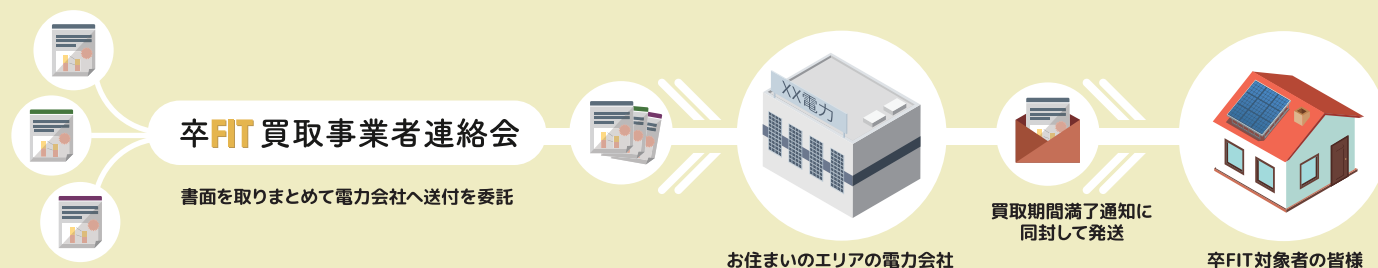 卒FIT買取事業者連絡会
書面を取りまとめて電力会社へ送付を委託
XX電力
お住まいのエリアの電力会社
買取期間満了通知に
同封して発送
卒FIT対象者の皆様